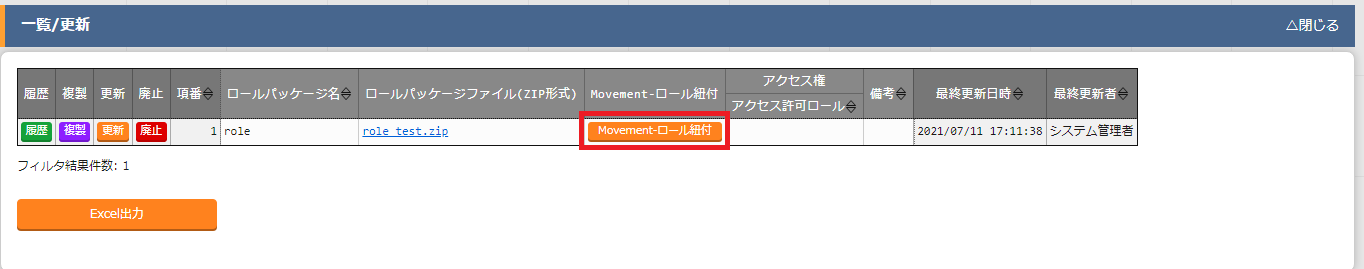 一覧/更新 △閉じる
履歴 複製 更新 廃止 項番 ロールパッケージ名 ロールパッケージファイル(ZIP形式) Movement-ロール紐付 アクセス権 備考 最終更新日時 最終更新者
アクセス許可ロール
履歴 複製 更新 廃止 1 role role_test.zip Movement-ロール紐付 2021/07/11 17:11:38 システム管理者
フィルタ結果件数: 1
Excel出力